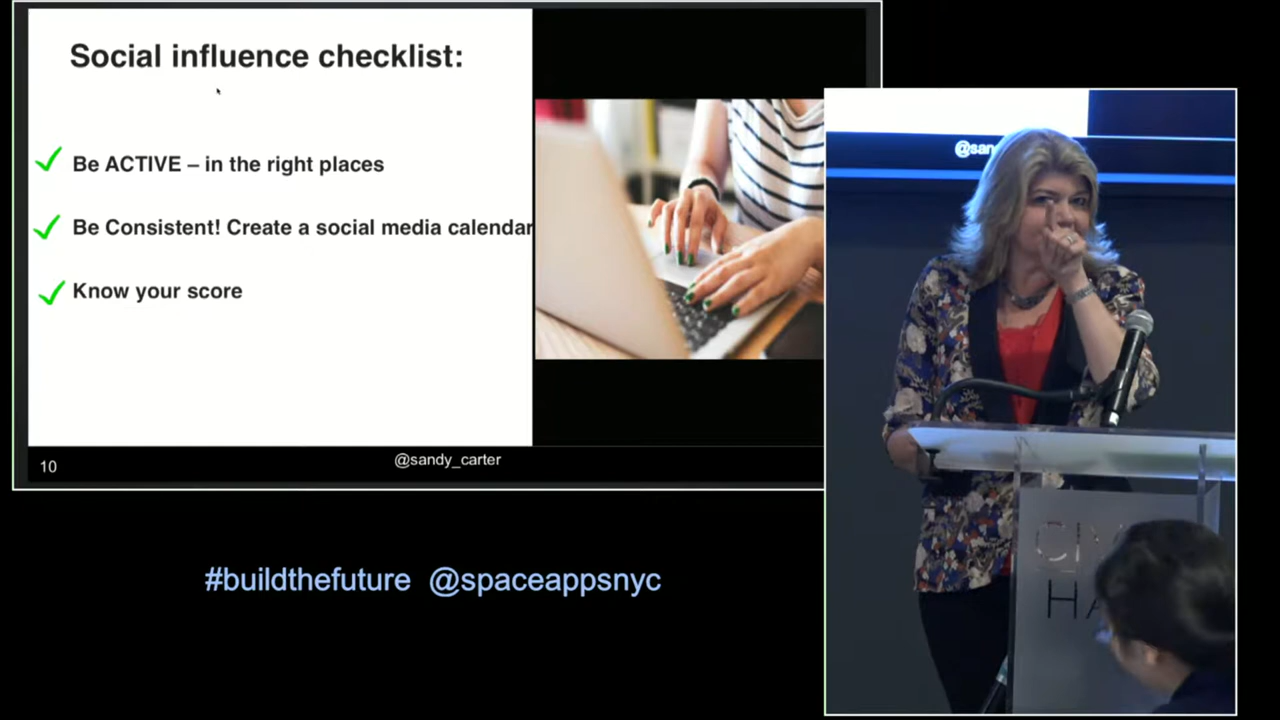 Social influence checklist:
Be ACTIVE – in the right places
Be Consistent! Create a social media calendar
Know your score
10
@sandy_carter
#buildthefuture @spaceappsnyc